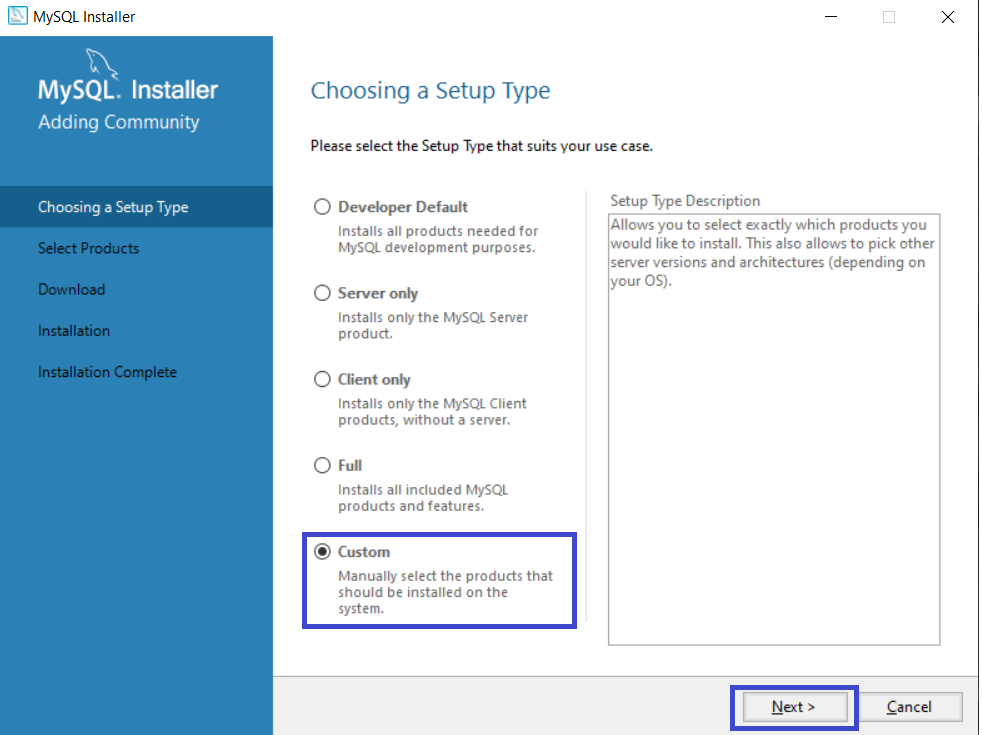 MySQL Installer
MySQL. Installer
Adding Community
Choosing a Setup Type
Select Products
Download
Installation
Installation Complete
Choosing a Setup Type
Please select the Setup Type that suits your use case.
Developer Default
Installs all products needed for
MySQL development purposes.
Server only
Installs only the MySQL Server
product.
Client only
Installs only the MySQL Client
products, without a server.
Full
Installs all included MySQL
products and features.
Custom
Manually select the products that
should be installed on the
system.
Setup Type Description
Allows you to select exactly which products you
would like to install. This also allows to pick other
server versions and architectures (depending on
your OS).
Next >
Cancel